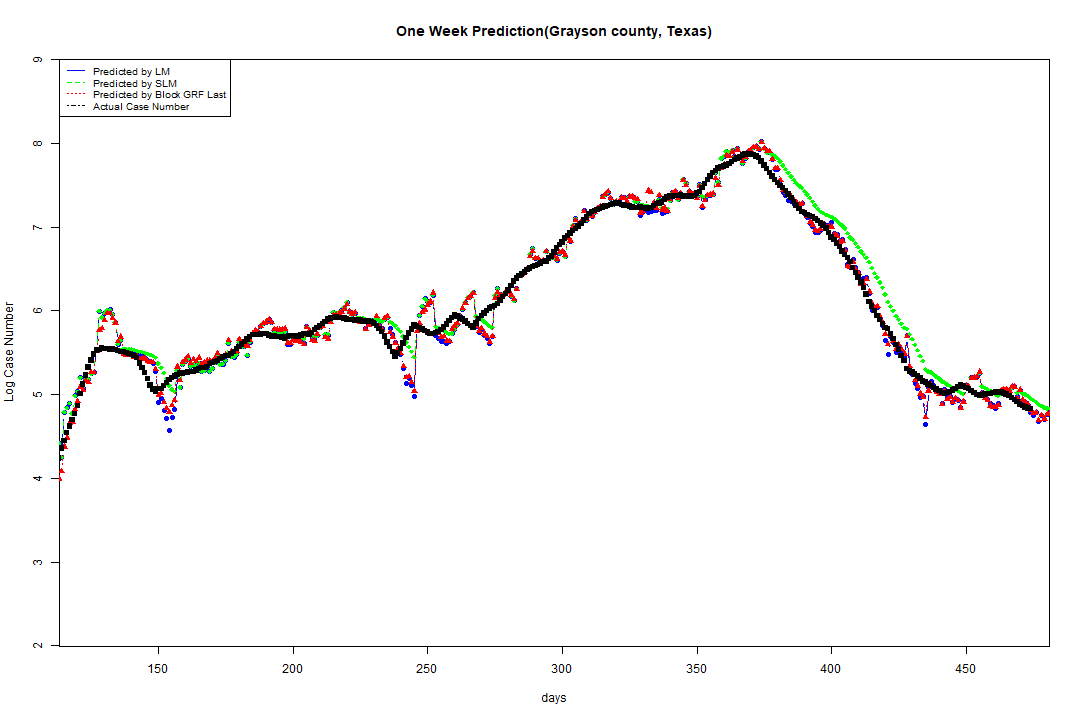 One Week Prediction(Grayson county, Texas)
Predicted by LM
Predicted by SLM
Predicted by Block GRF Last
Actual Case Number
Log Case Number
9
8
7
6
5
4
3
2
150 200 250 300 350 400 450
days